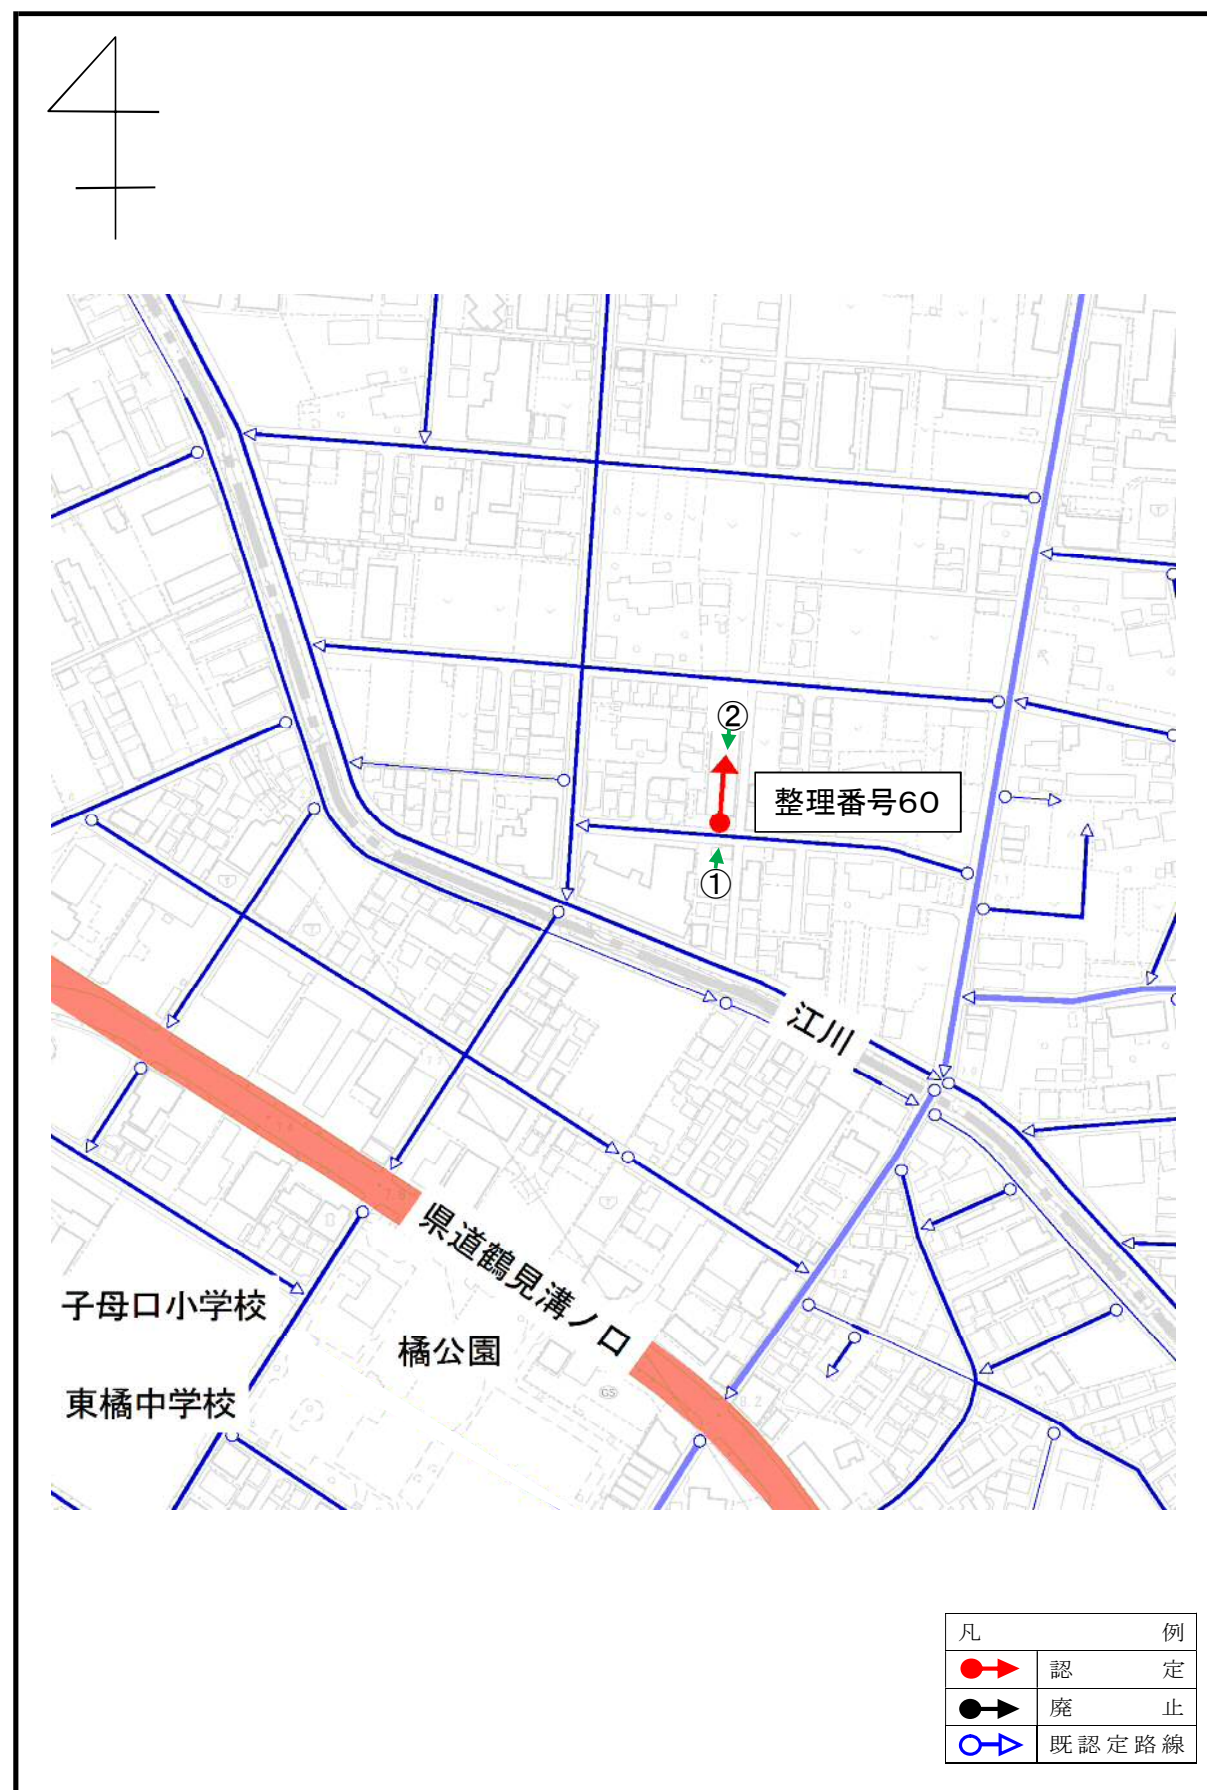 ②
整理番号60
①
江川
県道鶴見溝ノ口
子母口小学校
橘公園
東橘中学校
GS
凡例
認定
廃止
既認定路線